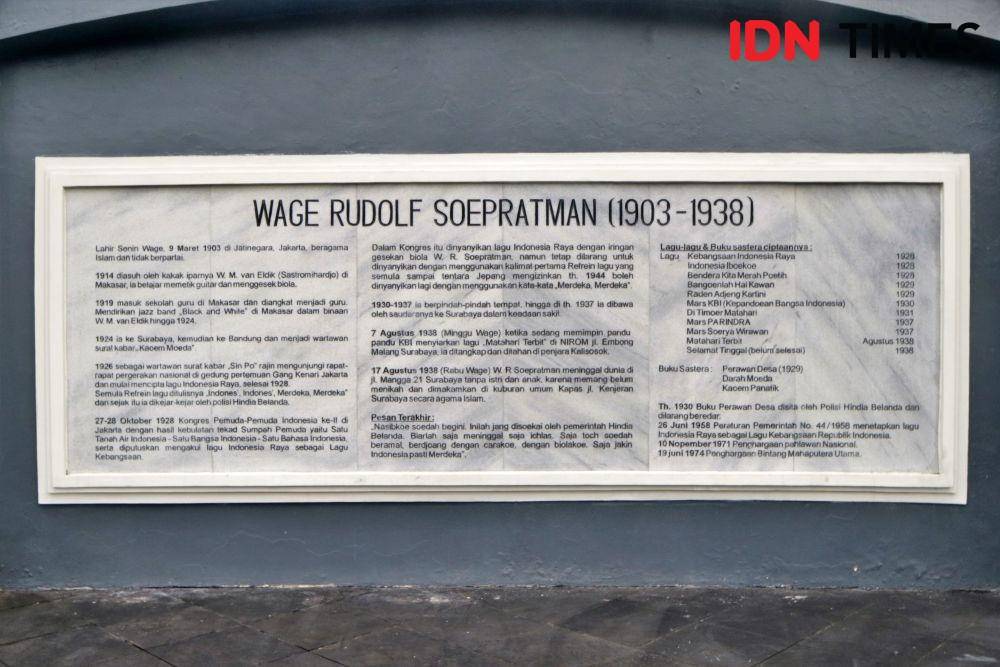 IDN TIMES
WAGE RUDOLF SOEPRATMAN (1903-1938)
Lahir Senin Wage, 9 Maret 1903 di Jatinegara, Jakarta, beragama
Islam dan tidak berpartai.
1914 diasuh oleh kakak iparnya W. M. van Eldik (Sastromihardjo) di
Makasar, ia belajar memetik guitar dan menggesek biola.
1919 masuk sekolah guru di Makasar dan diangkat menjadi guru.
Mendirikan jazz band „Black and White" di Makasar dalam binaan
W. M. van Eldik hingga 1924.
1924 ia ke Surabaya, kemudian ke Bandung dan menjadi wartawan
surat kabar „Kaoem Moeda".
1926 sebagai wartawan surat kabar „Sin Po" rajin mengunjungi rapat-
rapat pergerakan nasional di gedung pertemuan Gang Kenari Jakarta
dan mulai mencipta lagu Indonesia Raya, selesai 1928.
Semula Refrein lagu ditulisnya „Indones', Indones', Merdeka, Merdeka"
dan sejak itu ia dikejar-kejar oleh polisi Hindia Belanda.
27-28 Oktober 1928 Kongres Pemuda-Pemuda Indonesia ke-II di
Jakarta dengan hasil kebulatan tekad Sumpah Pemuda yaitu Satu
Tanah Air Indonesia - Satu Bangsa Indonesia - Satu Bahasa Indonesia,
serta diputuskan mengakui lagu Indonesia Raya sebagai Lagu
Kebangsaan.
Dalam Kongres itu dinyanyikan lagu Indonesia Raya dengan iringan
gesekan biola W. R. Soepratman, namun tetap dilarang untuk
dinyanyikan dengan menggunakan kalimat pertama Refrein lagu yang
semula sampai tentara Jepang mengizinkan th. 1944 boleh
dinyanyikan lagi dengan menggunakan kata-kata „Merdeka, Merdeka".
1930-1937 ia berpindah-pindah tempat, hingga di th. 1937 ia dibawa
oleh saudaranya ke Surabaya dalam keadaan sakit.
7 Agustus 1938 (Minggu Wage) ketika sedang memimpin pandu
pandu KBI menyiarkan lagu „Matahari Terbit" di NIROM jl. Embong
Malang Surabaya, ia ditangkap dan ditahan di penjara Kalisosok.
17 Agustus 1938 (Rabu Wage) W. R Soepratman meninggal dunia di
jl. Mangga 21 Surabaya tanpa istri dan anak, karena memang belum
menikah dan dimakamkan di kuburan umum Kapas jl. Kenjeran
Surabaya secara agama Islam.
Pesan Terakhir :
„Nasibkoe soedah begini. Inilah jang disoekai oleh pemerintah Hindia
Belanda. Biarlah saja meninggal saja ichlas. Saja toch soedah
beramal, berdjoang dengan carakoe, dengan biolakoe. Saja jakin
Indonesia pasti Merdeka".
Lagu-lagu & Buku sastera ciptaannya :
Lagu Kebangsaan Indonesia Raya 1928
Indonesia Iboekoe 1928
Bendera Kita Merah Poetih 1928
Bangoenlah Hai Kawan 1929
Raden Adjeng Kartini 1929
Mars KBI (Kepandoean Bangsa Indonesia) 1930
Di Timoer Matahari 1931
Mars PARINDRA 1937
Mars Soerya Wirawan 1937
Matahari Terbit Agustus 1938
Selamat Tinggal (belum selesai) 1938
Buku Sastera : Perawan Desa (1929)
Darah Moeda
Kaoem Panatik
Th. 1930 Buku Perawan Desa disita oleh Polisi Hindia Belanda dan
dilarang beredar.
26 Juni 1958 Peraturan Pemerintah No. 44/1958 menetapkan lagu
Indonesia Raya sebagai Lagu Kebangsaan Republik Indonesia.
10 Nopember 1971 Penghargaan pahlawan Nasional.
19 juni 1974 Penghargaan Bintang Mahaputera Utama.